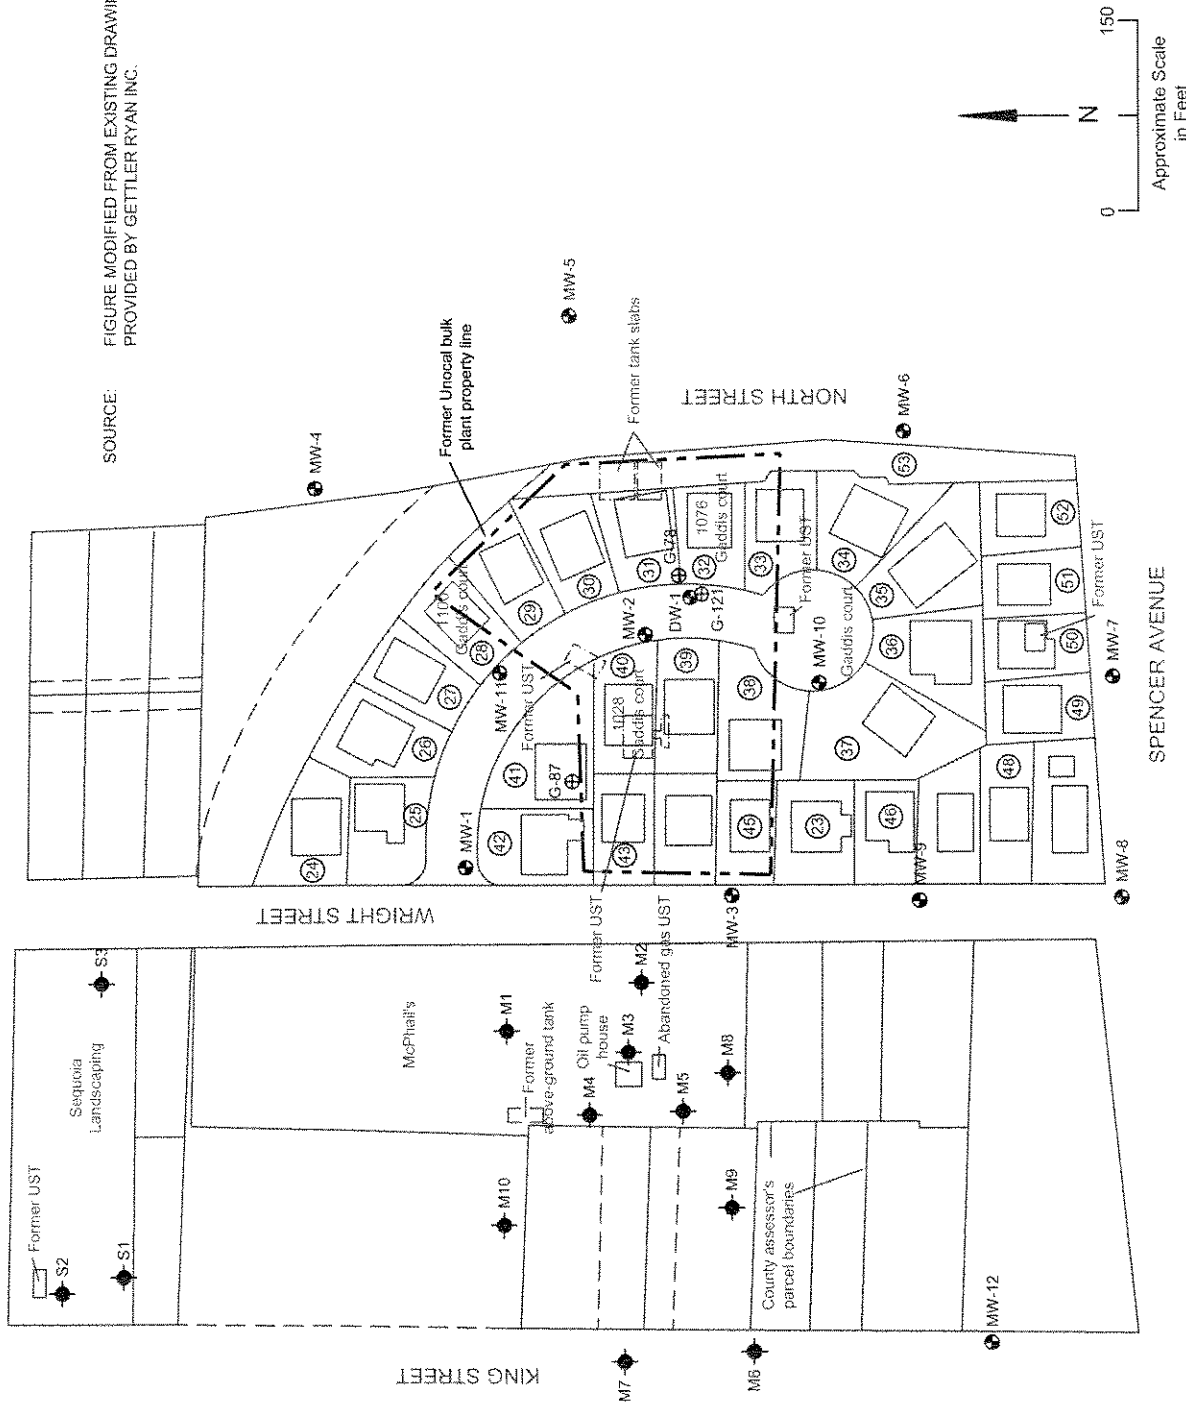 SOURCE:
FIGURE MODIFIED FROM EXISTING
PROVIDED BY GETTLER RYAN INC.
150
0
Approximate Scale
in Feet
N
MW-5
MW-4
Former Unocal bulk
plant property line
Former tank slabs
NORTH STREET
MW-6
53
52
51
Former UST
50
MW-7
49
48
SPENCER AVENUE
MW-8
MW-9
46
23
45
43
42
41
40
39
38
37
36
35
34
33
32
31
30
29
28
27
26
25
24
1076
Gaddis court
Gaddis court
1028
Gaddis court
Gaddis court
G-78
DW-1
G-121
MW-2
MW-10
Former UST
MW-11
Former UST
G-87
MW-1
MW-3
WRIGHT STREET
Former UST
Abandoned gas UST
M2
M3
Oil pump
house
M4
M5
M8
M1
Former
above-ground tank
McPhail's
S3
Sequoia
Landscaping
Former UST
S2
S1
M10
M9
County assessor's
parcel boundaries
MW-12
M7
M6
KING STREET